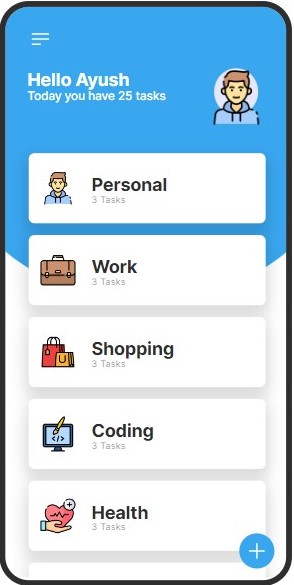 Hello Ayush
Today you have 25 tasks
Personal
3 Tasks
Work
3 Tasks
Shopping
3 Tasks
Coding
3 Tasks
Health
3 Tasks